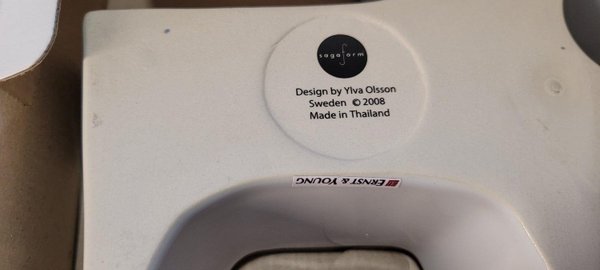 sagaform
Design by Ylva Olsson
Sweden © 2008
Made in Thailand
ERNST & YOUNG